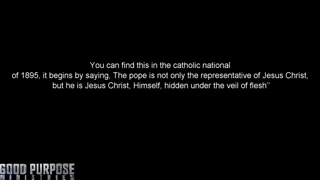 You can find this in the catholic national
of 1895, it begins by saying, The pope is not only the representative of Jesus Christ,
but he is Jesus Christ, Himself, hidden under the veil of flesh"
GOOD PURPOSE
MINISTRIES